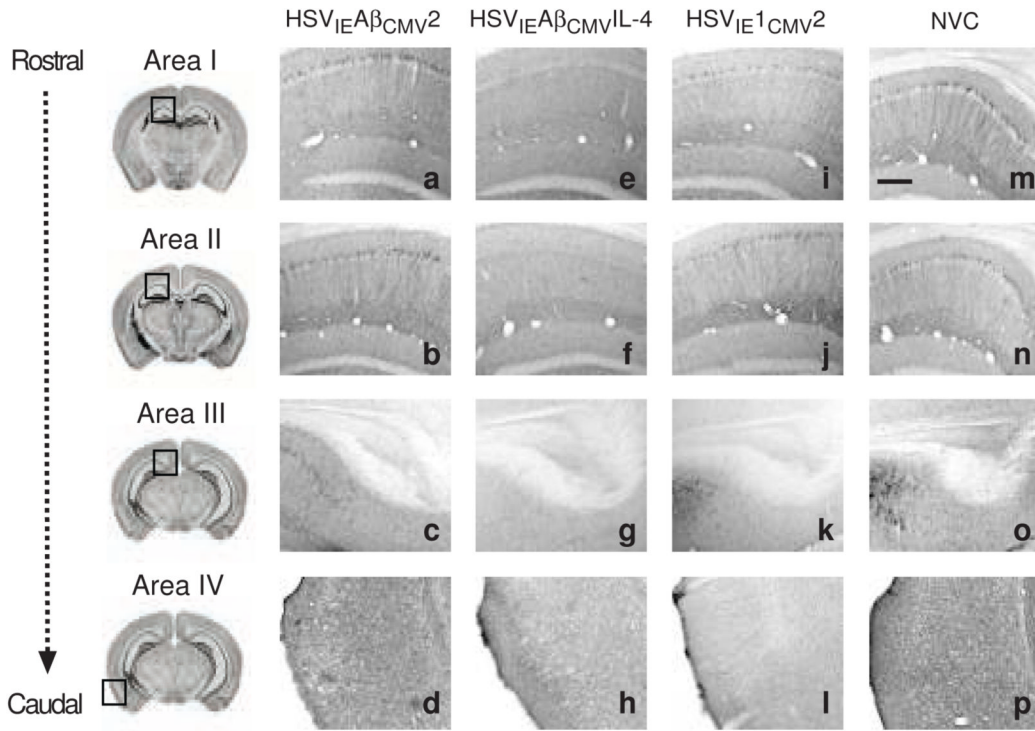 HSVIEAβCMV2 HSVIEAβCMVIL-4 HSVIE1CMV2 NVC
Rostral
Area I
a e i m
Area II
b f j n
Area III
c g k o
Area IV
d h l p
Caudal